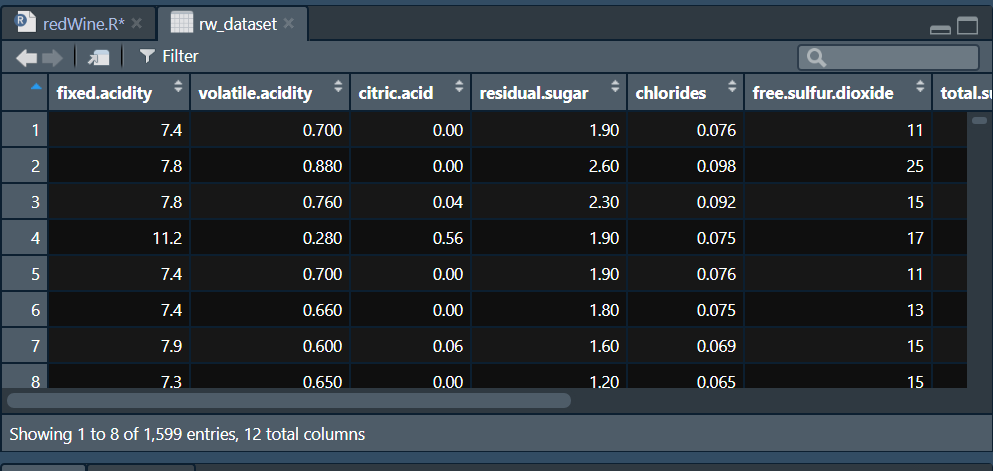 redWine.R* rw_dataset
Filter
fixed.acidity volatile.acidity citric.acid residual.sugar chlorides free.sulfur.dioxide total.su
1 7.4 0.700 0.00 1.90 0.076 11
2 7.8 0.880 0.00 2.60 0.098 25
3 7.8 0.760 0.04 2.30 0.092 15
4 11.2 0.280 0.56 1.90 0.075 17
5 7.4 0.700 0.00 1.90 0.076 11
6 7.4 0.660 0.00 1.80 0.075 13
7 7.9 0.600 0.06 1.60 0.069 15
8 7.3 0.650 0.00 1.20 0.065 15
Showing 1 to 8 of 1,599 entries, 12 total columns